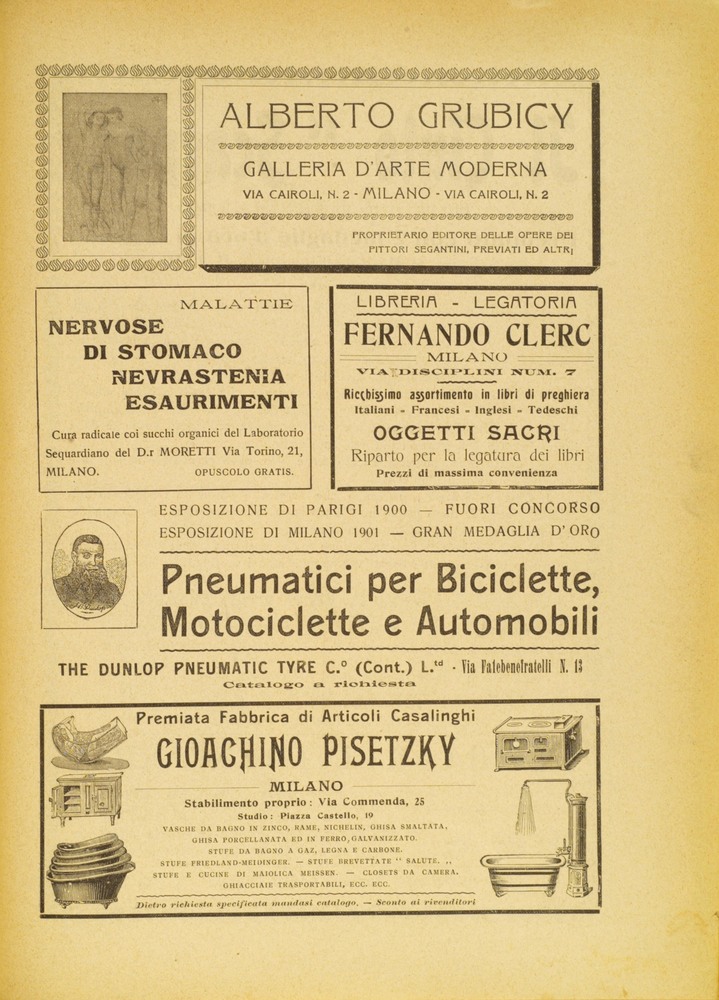 ALBERTO GRUBICY
GALLERIA D'ARTE MODERNA
VIA CAIROLI, N. 2 - MILANO - VIA CAIROLI, N. 2
PROPRIETARIO EDITORE DELLE OPERE DEI
PITTORI SEGANTINI, PREVIATI ED ALTRI
MALATTIE
NERVOSE
DI STOMACO
NEVRASTENIA
ESAURIMENTI
Cura radicale coi succhi organici del Laboratorio
Sequardiano del D.r MORETTI Via Torino, 21,
MILANO. OPUSCOLO GRATIS.
LIBRERIA - LEGATORIA
FERNANDO CLERC
MILANO
VIA DISCIPLINI NUM. 7
Ricchissimo assortimento in libri di preghiera
Italiani - Francesi - Inglesi - Tedeschi
OGGETTI SACRI
Riparto per la legatura dei libri
Prezzi di massima convenienza
ESPOSIZIONE DI PARIGI 1900 — FUORI CONCORSO
ESPOSIZIONE DI MILANO 1901 — GRAN MEDAGLIA D'ORO
Pneumatici per Biciclette,
Motociclette e Automobili
THE DUNLOP PNEUMATIC TYRE C.º (Cont.) L.td - Via Fatebenefratelli N. 13
Catalogo a richiesta
Premiata Fabbrica di Articoli Casalinghi
GIOACHINO PISETZKY
MILANO
Stabilimento proprio: Via Commenda, 25
Studio: Piazza Castello, 19
VASCHE DA BAGNO IN ZINCO, RAME, NICHELIN, GHISA SMALTATA,
GHISA PORCELLANATA ED IN FERRO, GALVANIZZATO.
STUFE DA BAGNO A GAZ, LEGNA E CARBONE.
STUFE FRIEDLAND-MEIDINGER. — STUFE BREVETTATE " SALUTE. ,,
STUFE E CUCINE DI MAIOLICA MEISSEN. — CLOSETS DA CAMERA.
GHIACCIAIE TRASPORTABILI, ECC. ECC.
Dietro richiesta specificata mandasi catalogo. — Sconto ai rivenditori